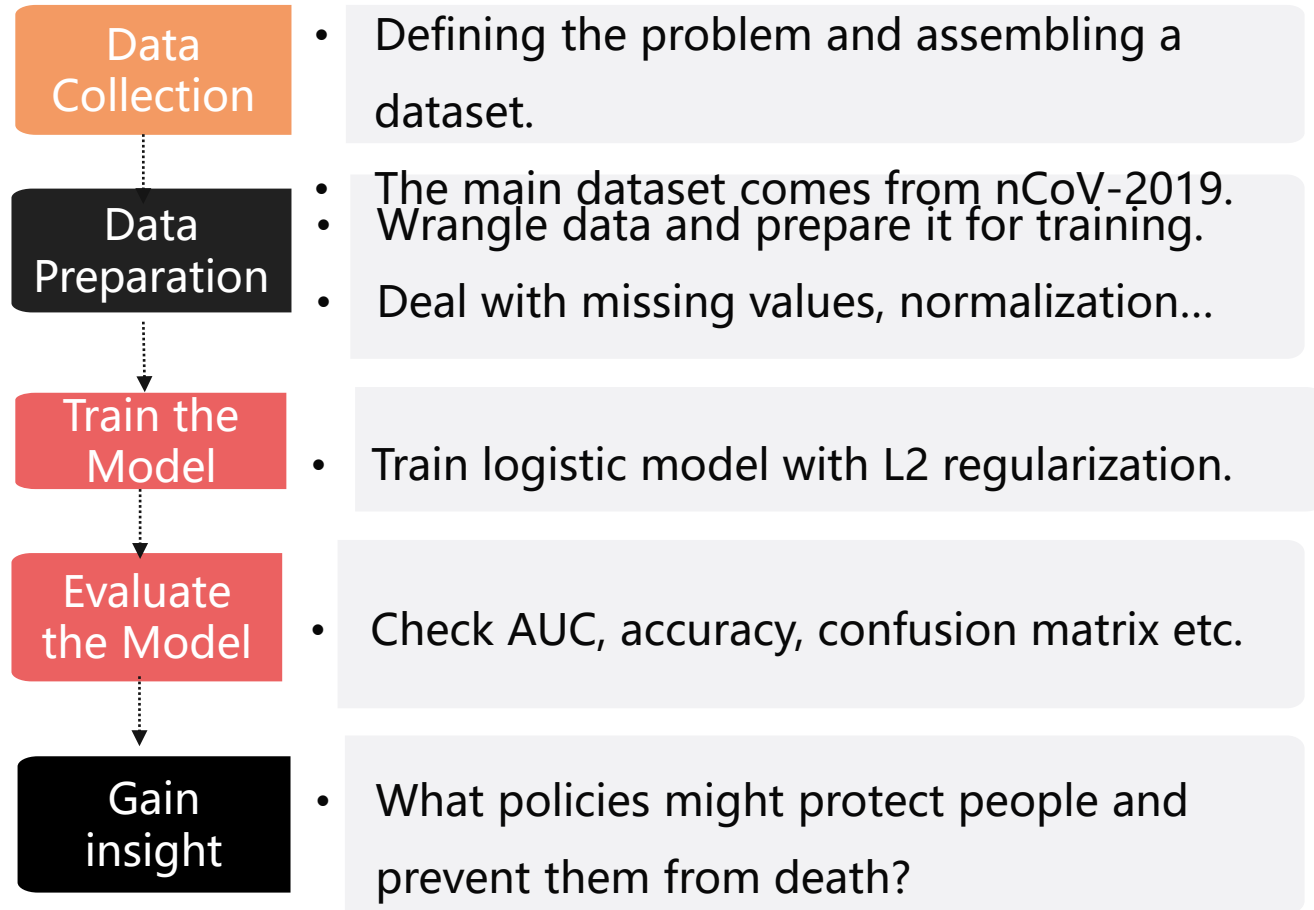 Data
Collection
• Defining the problem and assembling a
dataset.
• The main dataset comes from nCoV-2019.
Data
Preparation
• Wrangle data and prepare it for training.
• Deal with missing values, normalization...
Train the
Model
• Train logistic model with L2 regularization.
Evaluate
the Model
• Check AUC, accuracy, confusion matrix etc.
Gain
insight
• What policies might protect people and
prevent them from death?